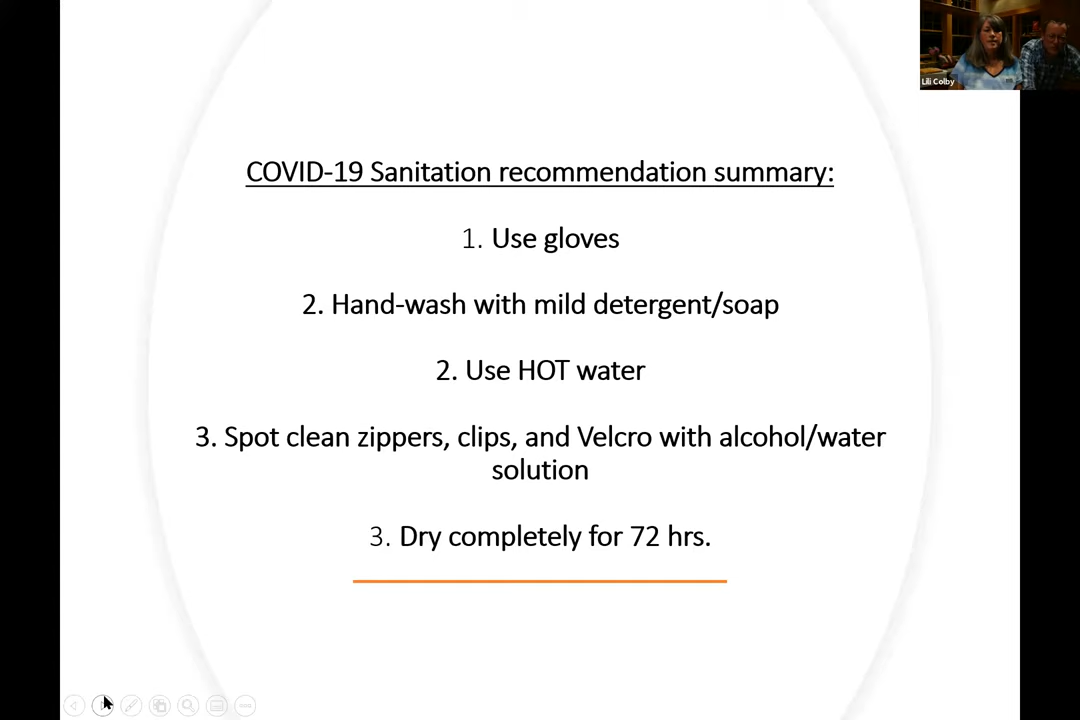 Lili Colby
COVID-19 Sanitation recommendation summary:
1. Use gloves
2. Hand-wash with mild detergent/soap
2. Use HOT water
3. Spot clean zippers, clips, and Velcro with alcohol/water
solution
3. Dry completely for 72 hrs.